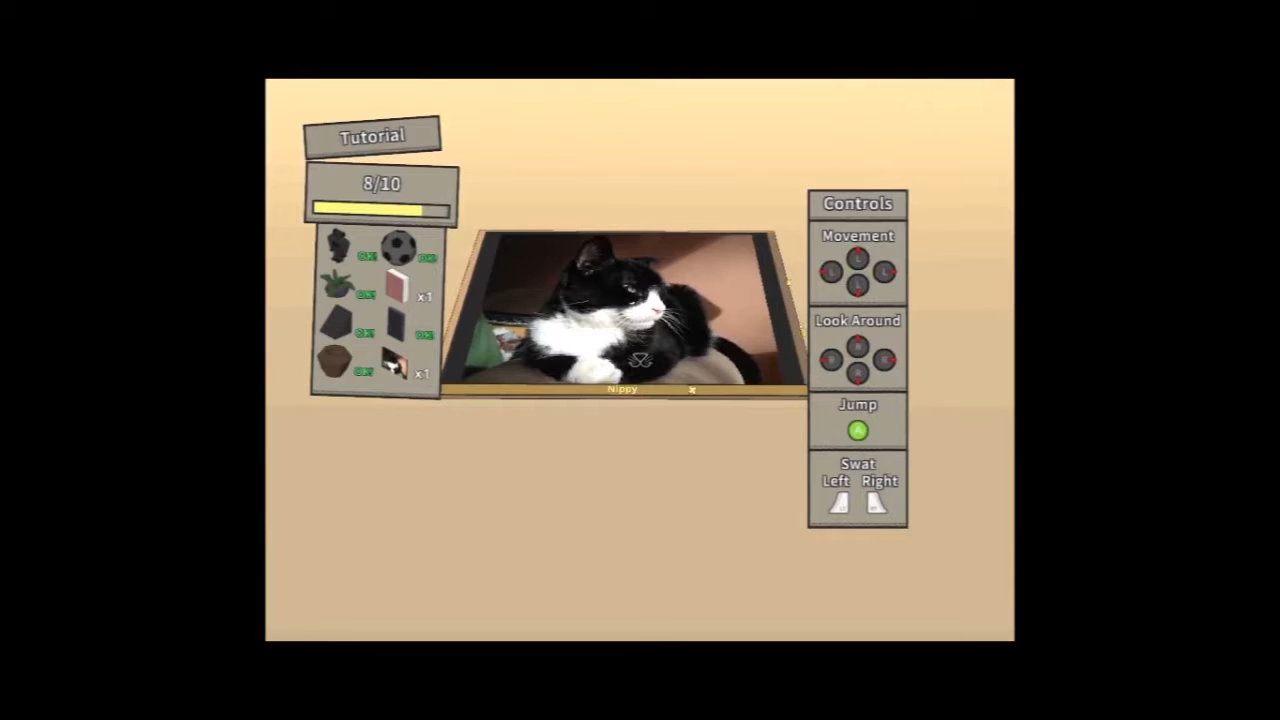 Tutorial
8/10
OK!
OK!
OK!
x1
OK!
OK!
OK!
x1
Nippy
Controls
Movement
L
L
L
L
Look Around
R
R
R
R
Jump
A
Swat
Left Right